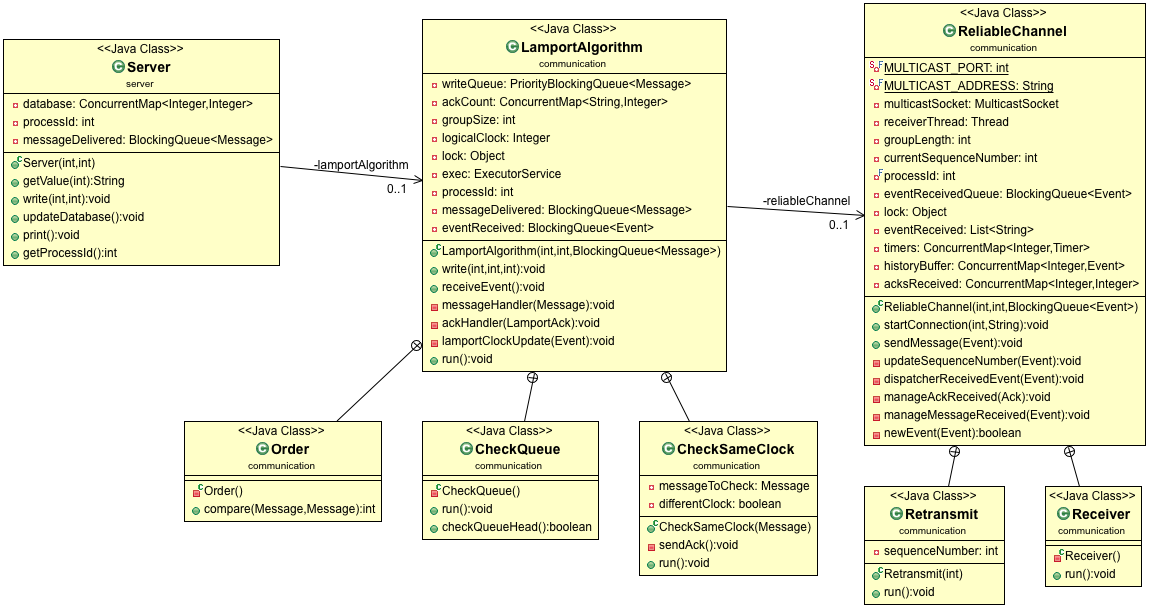 <<Java Class>>
Server
server
database: ConcurrentMap<Integer,Integer>
processId: int
messageDelivered: BlockingQueue<Message>
Server(int,int)
getValue(int):String
write(int,int):void
updateDatabase():void
print():void
getProcessId():int
-lamportAlgorithm
0..1
<<Java Class>>
LamportAlgorithm
communication
writeQueue: PriorityBlockingQueue<Message>
ackCount: ConcurrentMap<String,Integer>
groupSize: int
logicalClock: Integer
lock: Object
exec: ExecutorService
processId: int
messageDelivered: BlockingQueue<Message>
eventReceived: BlockingQueue<Event>
LamportAlgorithm(int,int,BlockingQueue<Message>)
write(int,int,int):void
receiveEvent():void
messageHandler(Message):void
ackHandler(LamportAck):void
lamportClockUpdate(Event):void
run():void
-reliableChannel
0..1
<<Java Class>>
ReliableChannel
communication
MULTICAST_PORT: int
MULTICAST_ADDRESS: String
multicastSocket: MulticastSocket
receiverThread: Thread
groupLength: int
currentSequenceNumber: int
processId: int
eventReceivedQueue: BlockingQueue<Event>
lock: Object
eventReceived: List<String>
timers: ConcurrentMap<Integer,Timer>
historyBuffer: ConcurrentMap<Integer,Event>
acksReceived: ConcurrentMap<Integer,Integer>
ReliableChannel(int,int,BlockingQueue<Event>)
startConnection(int,String):void
sendMessage(Event):void
updateSequenceNumber(Event):void
dispatcherReceivedEvent(Event):void
manageAckReceived(Ack):void
manageMessageReceived(Event):void
newEvent(Event):boolean
<<Java Class>>
Order
communication
Order()
compare(Message,Message):int
<<Java Class>>
CheckQueue
communication
CheckQueue()
run():void
checkQueueHead():boolean
<<Java Class>>
CheckSameClock
communication
messageToCheck: Message
differentClock: boolean
CheckSameClock(Message)
sendAck():void
run():void
<<Java Class>>
Retransmit
communication
sequenceNumber: int
Retransmit(int)
run():void
<<Java Class>>
Receiver
communication
Receiver()
run():void